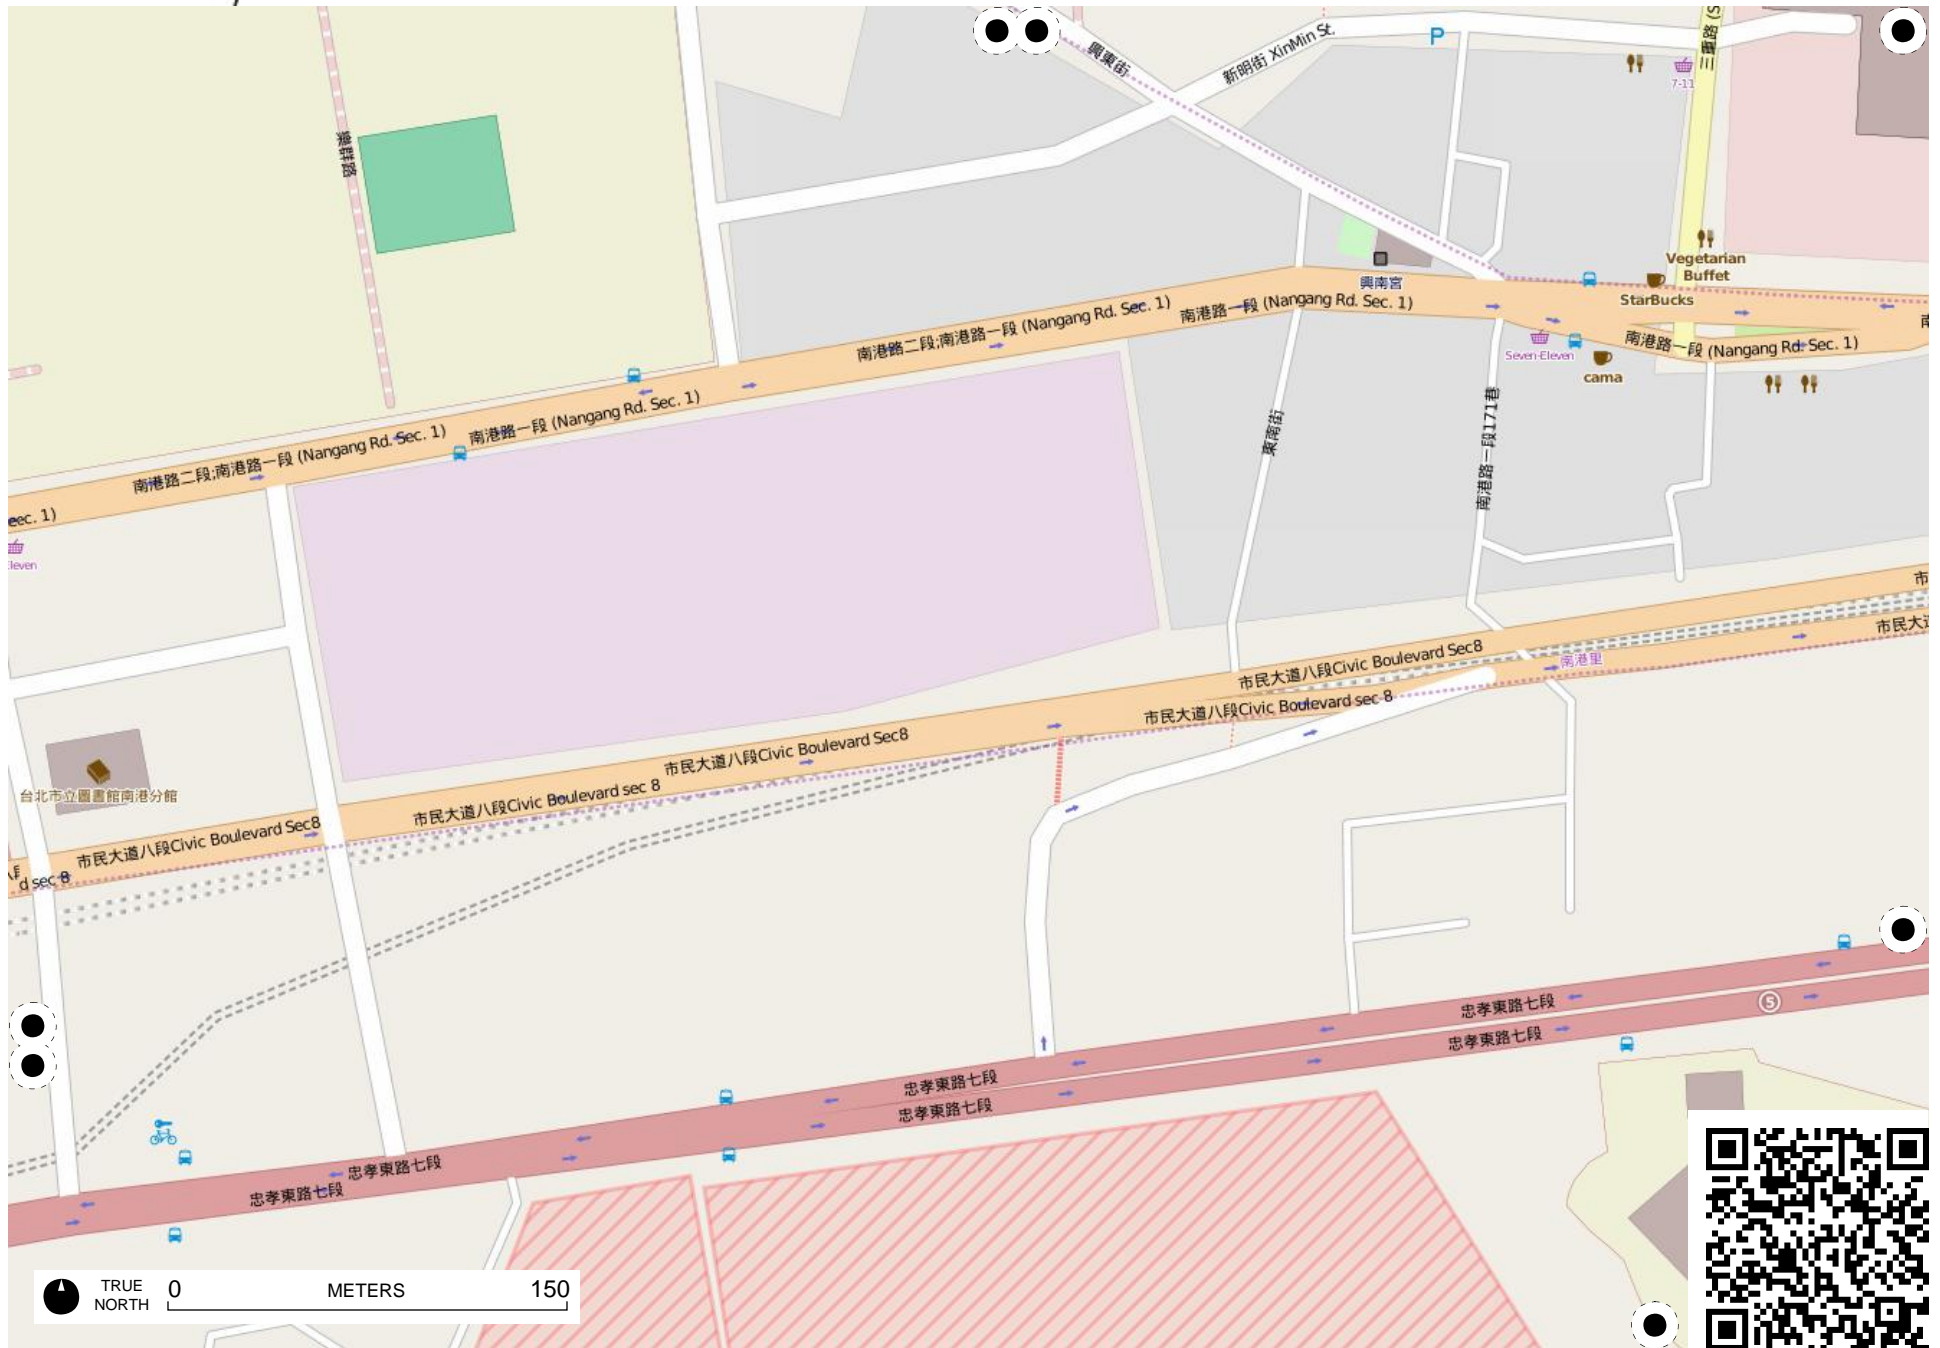 興東街
新明街 XinMin St.
P
三重路 (S
7-11
樂群路
Vegetarian
Buffet
StarBucks
興南宮
南港路二段;南港路一段 (Nangang Rd. Sec. 1)
南港路一段 (Nangang Rd. Sec. 1)
南港路一段 (Nangang Rd. Sec. 1)
Seven-Eleven
cama
南港路一段 (Nangang Rd. Sec. 1)
南港路二段;南港路一段 (Nangang Rd. Sec. 1)
ec. 1)
東南街
南港路一段171巷
市
市民大道八段Civic Boulevard Sec8
南港里
市民大道八段Civic Boulevard sec 8
市民大道八段Civic Boulevard Sec8
市民大道八段Civic Boulevard sec 8
台北市立圖書館南港分館
市民大道八段Civic Boulevard Sec8
d sec 8
忠孝東路七段
5
忠孝東路七段
忠孝東路七段
忠孝東路七段
忠孝東路七段
忠孝東路七段
TRUE
NORTH
0 METERS 150